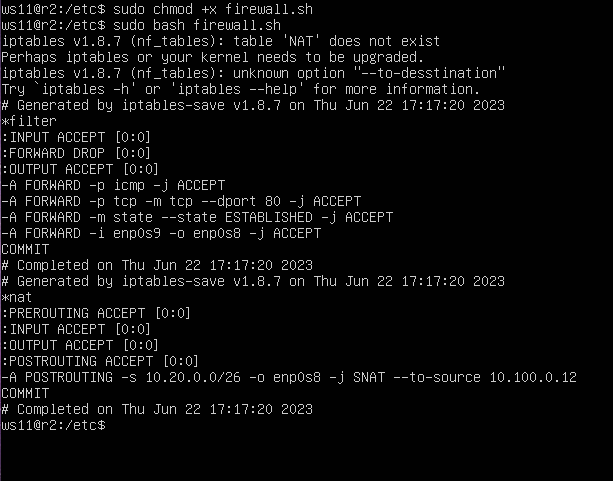 ws11@r2:/etc$ sudo chmod +x firewall.sh
ws11@r2:/etc$ sudo bash firewall.sh
iptables v1.8.7 (nf_tables): table 'NAT' does not exist
Perhaps iptables or your kernel needs to be upgraded.
iptables v1.8.7 (nf_tables): unknown option "--to-desstination"
Try `iptables -h' or 'iptables --help' for more information.
# Generated by iptables-save v1.8.7 on Thu Jun 22 17:17:20 2023
*filter
:INPUT ACCEPT [0:0]
:FORWARD DROP [0:0]
:OUTPUT ACCEPT [0:0]
-A FORWARD -p icmp -j ACCEPT
-A FORWARD -p tcp -m tcp --dport 80 -j ACCEPT
-A FORWARD -m state --state ESTABLISHED -j ACCEPT
-A FORWARD -i enp0s9 -o enp0s8 -j ACCEPT
COMMIT
# Completed on Thu Jun 22 17:17:20 2023
# Generated by iptables-save v1.8.7 on Thu Jun 22 17:17:20 2023
*nat
:PREROUTING ACCEPT [0:0]
:INPUT ACCEPT [0:0]
:OUTPUT ACCEPT [0:0]
:POSTROUTING ACCEPT [0:0]
-A POSTROUTING -s 10.20.0.0/26 -o enp0s8 -j SNAT --to-source 10.100.0.12
COMMIT
# Completed on Thu Jun 22 17:17:20 2023
ws11@r2:/etc$